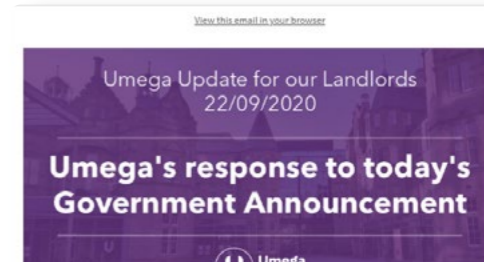 View this email in your browser
Umega Update for our Landlords
22/09/2020
Umega's response to today's
Government Announcement
Umega